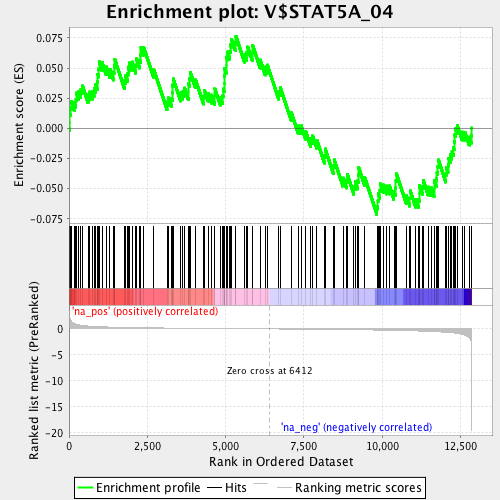 Enrichment plot: V$STAT5A_04
Enrichment score (ES)
0.075
0.050
0.025
0.000
-0.025
-0.050
-0.075
'na_pos' (positively correlated)
Ranked list metric (PreRanked)
0
-5
-10
-15
-20
Zero cross at 6412
'na_neg' (negatively correlated)
0
2,500
5,000
7,500
10,000
12,500
Rank in Ordered Dataset
Enrichment profile
Hits
Ranking metric scores